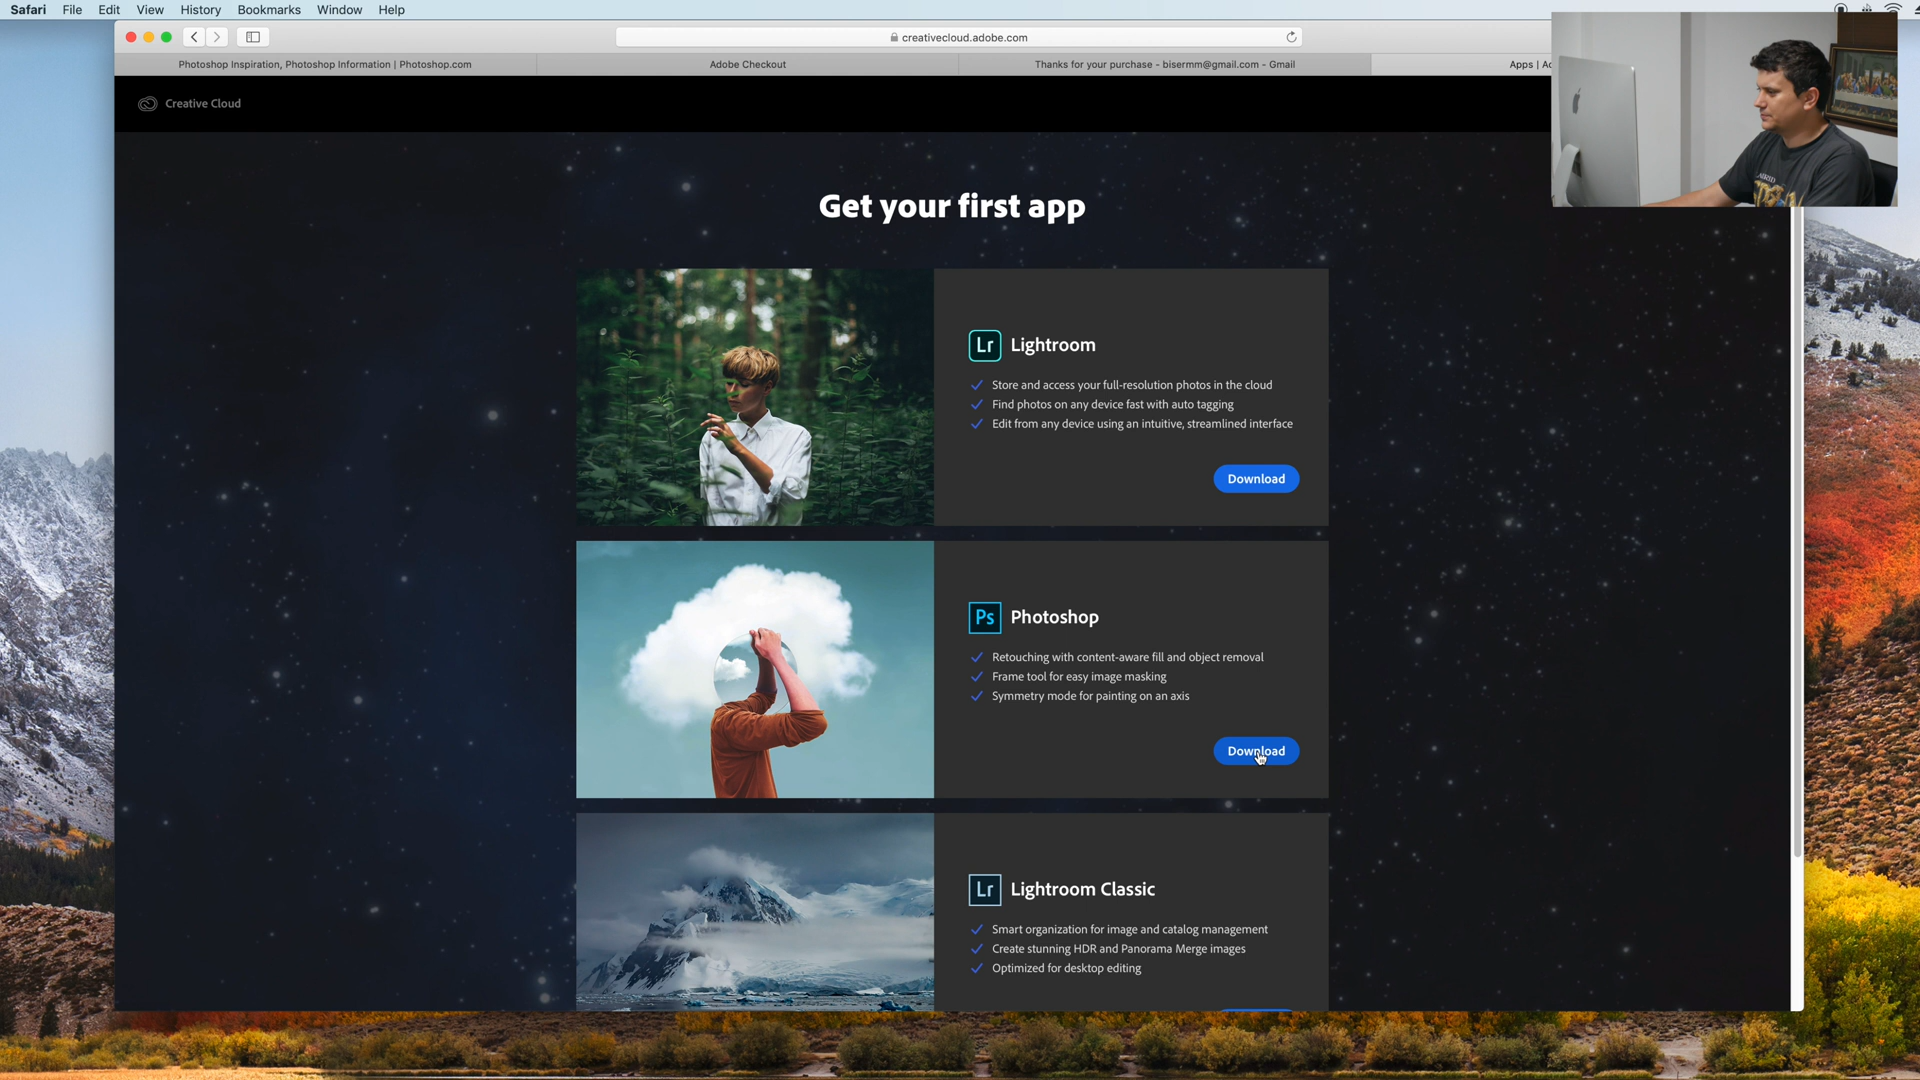 Safari File Edit View History Bookmarks Window Help
creativecloud.adobe.com
Photoshop Inspiration, Photoshop Information | Photoshop.com
Adobe Checkout
Thanks for your purchase - bisermm@gmail.com - Gmail
Apps |
Creative Cloud
Get your first app
Lr Lightroom
Store and access your full-resolution photos in the cloud
Find photos on any device fast with auto tagging
Edit from any device using an intuitive, streamlined interface
Download
Ps Photoshop
Retouching with content-aware fill and object removal
Frame tool for easy image masking
Symmetry mode for painting on an axis
Download
Lr Lightroom Classic
Smart organization for image and catalog management
Create stunning HDR and Panorama Merge images
Optimized for desktop editing